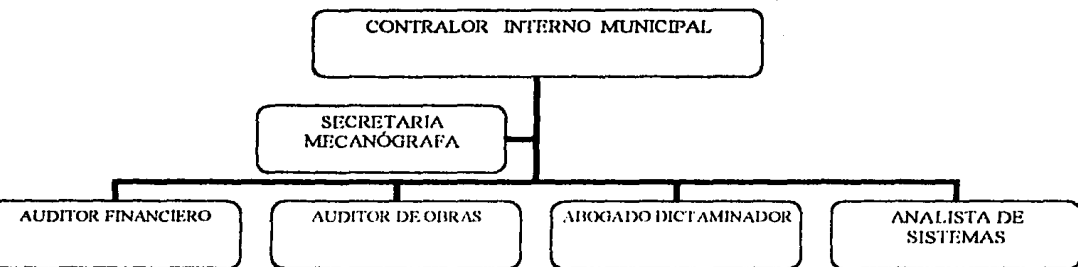 CONTRALOR INTERNO MUNICIPAL
SECRETARIA
MECANÓGRAFA
AUDITOR FINANCIERO
AUDITOR DE OBRAS
ABOGADO DICTAMINADOR
ANALISTA DE
SISTEMAS